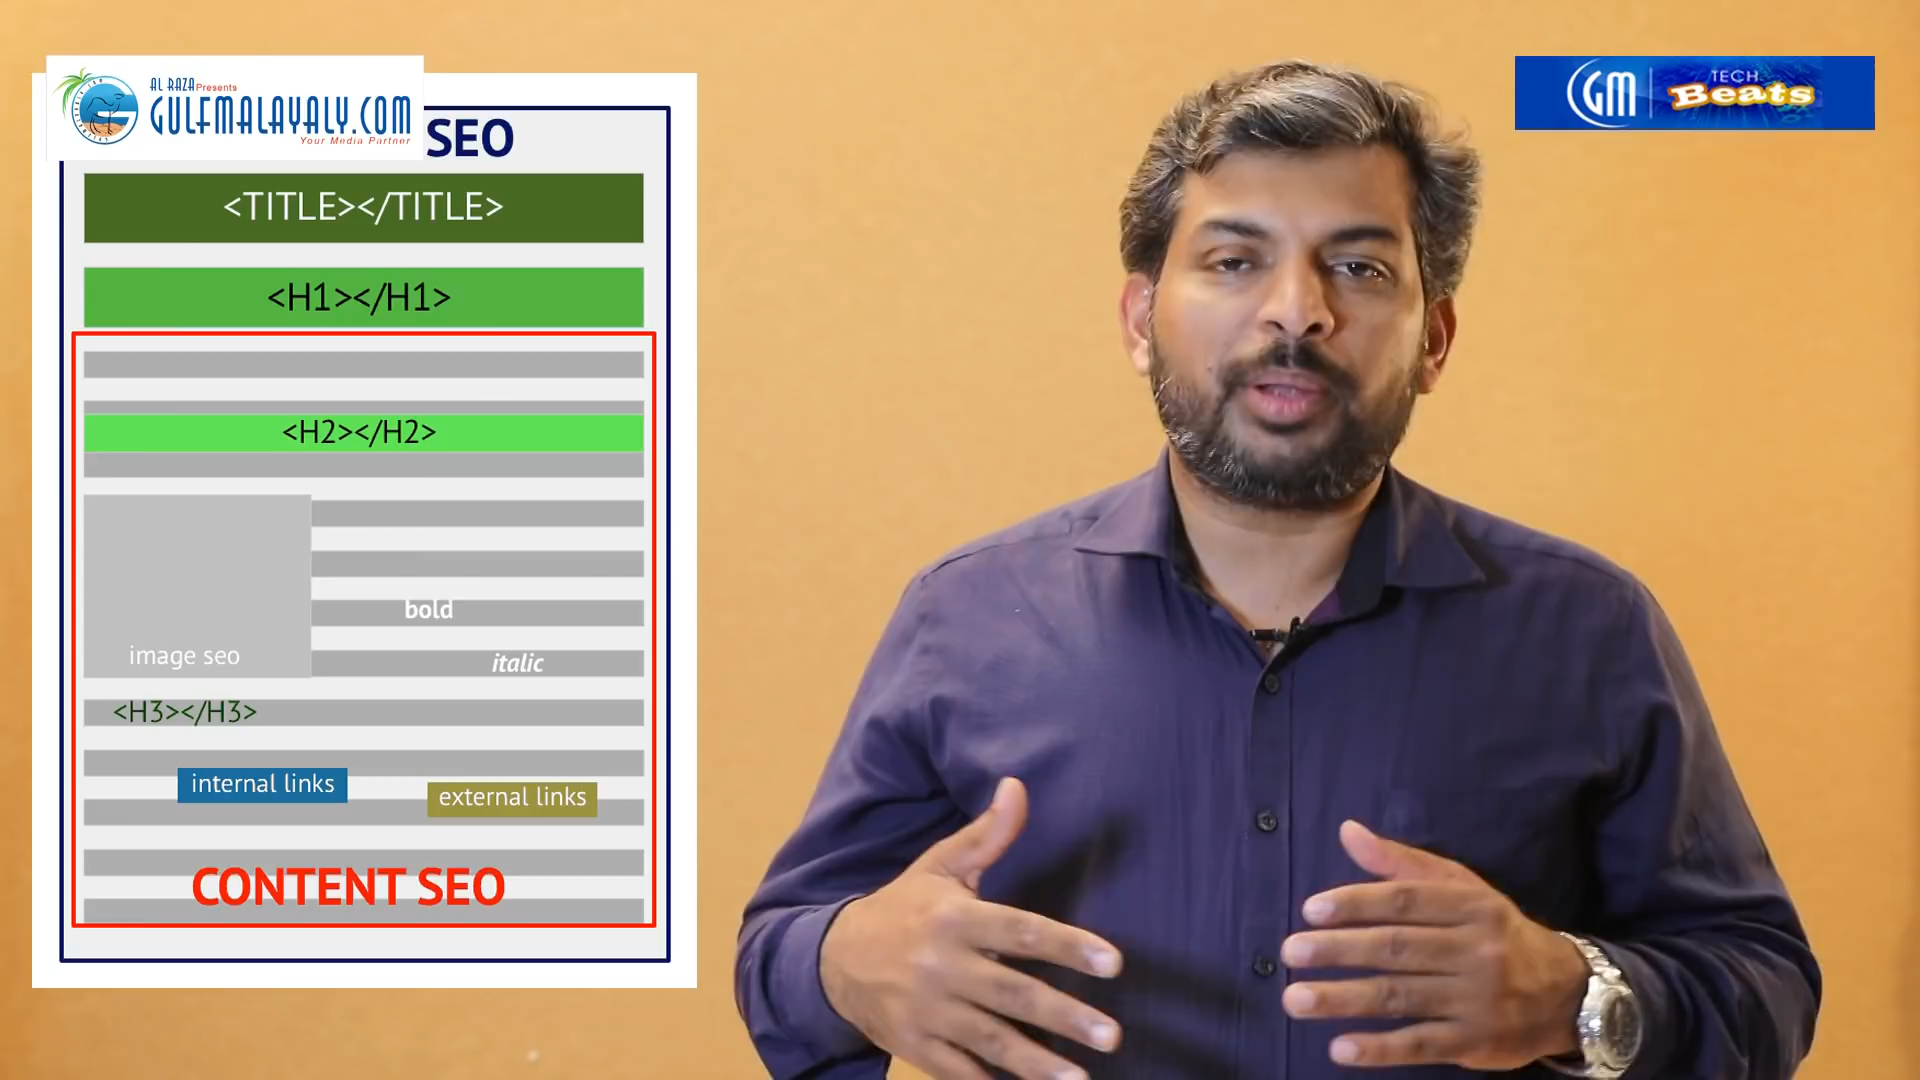 AL RAZA Presents
GULFMALAYALY.COM
Your Media Partner
SEO
<TITLE></TITLE>
<H1></H1>
<H2></H2>
bold
image seo
italic
<H3></H3>
internal links
external links
CONTENT SEO
GM
TECH
Beats